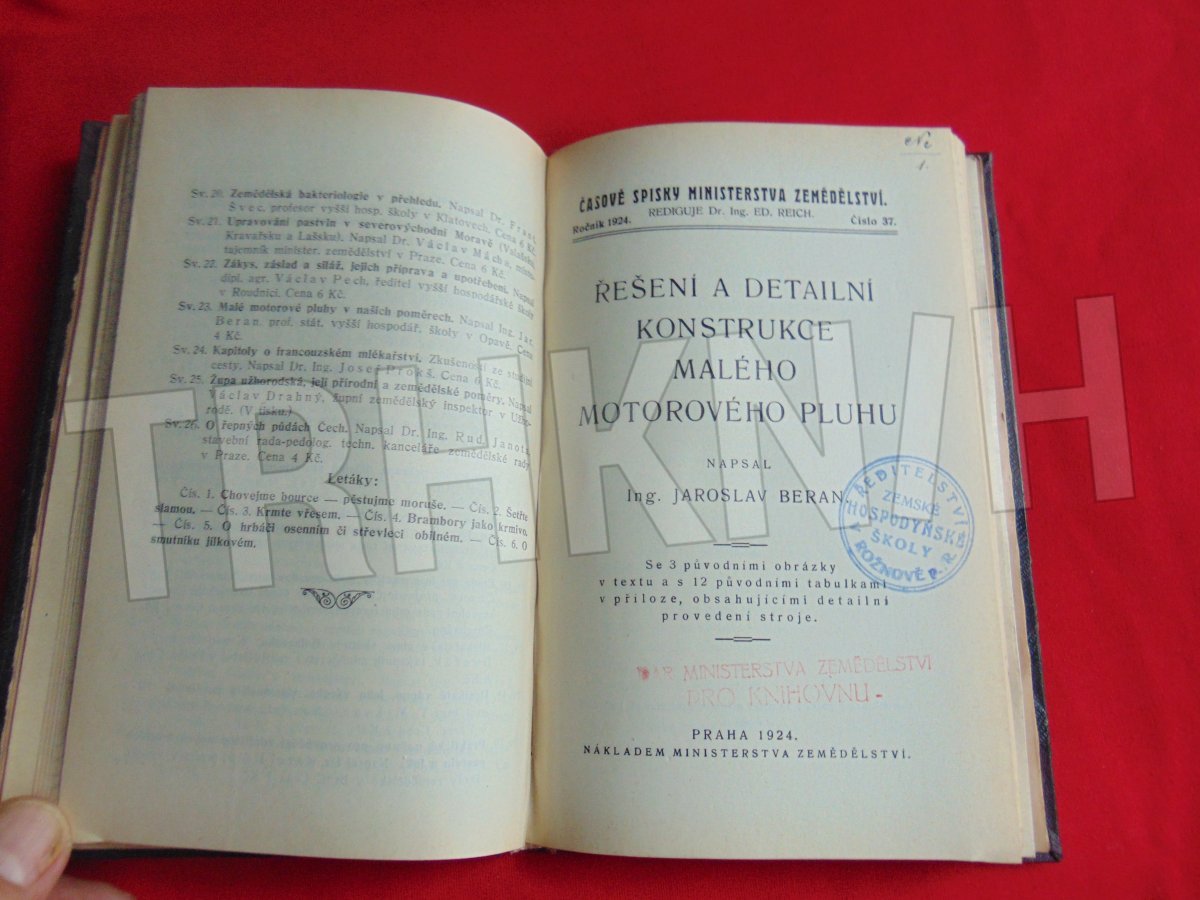 Sv. 20. Zemědělská bakteriologie v přehledu. Napsal Dr. Frant.
Švec, profesor vyšší hosp. školy v Klatovech. Cena 6 Kč.
Sv. 21. Upravování pastvin v severovýchodní Moravě (Valašsku,
Kravařsku a Lašsku). Napsal Dr. Václav Mácha,
tajemník minister. zemědělství v Praze. Cena 6 Kč.
Sv. 22. Zákys, záslad a siláž, jejich příprava a upotřebení. Napsal
dipl. agr. Václav Pech, ředitel vyšší hospodářské školy
v Roudnici. Cena 6 Kč.
Sv. 23. Malé motorové pluhy v našich poměrech. Napsal Ing. Jar.
Beran, prof. stát. vyšší hospodář. školy v Opavě. Cena
4 Kč.
Sv. 24. Kapitoly o francouzském mlékařství. Zkušenosti ze studijní
cesty. Napsal Dr. Ing. Josef Prokš. Cena 6 Kč.
Sv. 25. Župa užhorodská, její přírodní a zemědělské poměry. Napsal
Václav Drahný, župní zemědělský inspektor v Užho-
rodě. (V tisku.)
Sv. 26. O řepných půdách Čech. Napsal Dr. Ing. Rud. Janota,
stavební rada-pedolog. techn. kanceláře zemědělské rady
v Praze. Cena 4 Kč.
Letáky:
Čís. 1. Chovejme bource — pěstujme moruše. — Čís. 2. Šetřte
slamou. — Čís. 3. Krmte vřesem. — Čís. 4. Brambory jako krmivo.
— Čís. 5. O hrbáči osenním či střevleci obilném. — Čís. 6. O
smutníku jílkovém.
1.
ČASOVÉ SPISKY MINISTERSTVA ZEMĚDĚLSTVÍ.
REDIGUJE Dr. Ing. ED. REICH.
Ročník 1924. Číslo 37.
ŘEŠENÍ A DETAILNÍ
KONSTRUKCE
MALÉHO
MOTOROVÉHO PLUHU
NAPSAL
Ing. JAROSLAV BERAN.
ŘEDITELSTVÍ
ZEMSKÉ
HOSPODYŇSKÉ
ŠKOLY
V ROŽNOVĚ P. R.
Se 3 původními obrázky
v textu a s 12 původními tabulkami
v příloze, obsahujícími detailní
provedení stroje.
DAR MINISTERSTVA ZEMĚDĚLSTVÍ
PRO KNIHOVNU -
PRAHA 1924.
NÁKLADEM MINISTERSTVA ZEMĚDĚLSTVÍ.
TRHKNIH